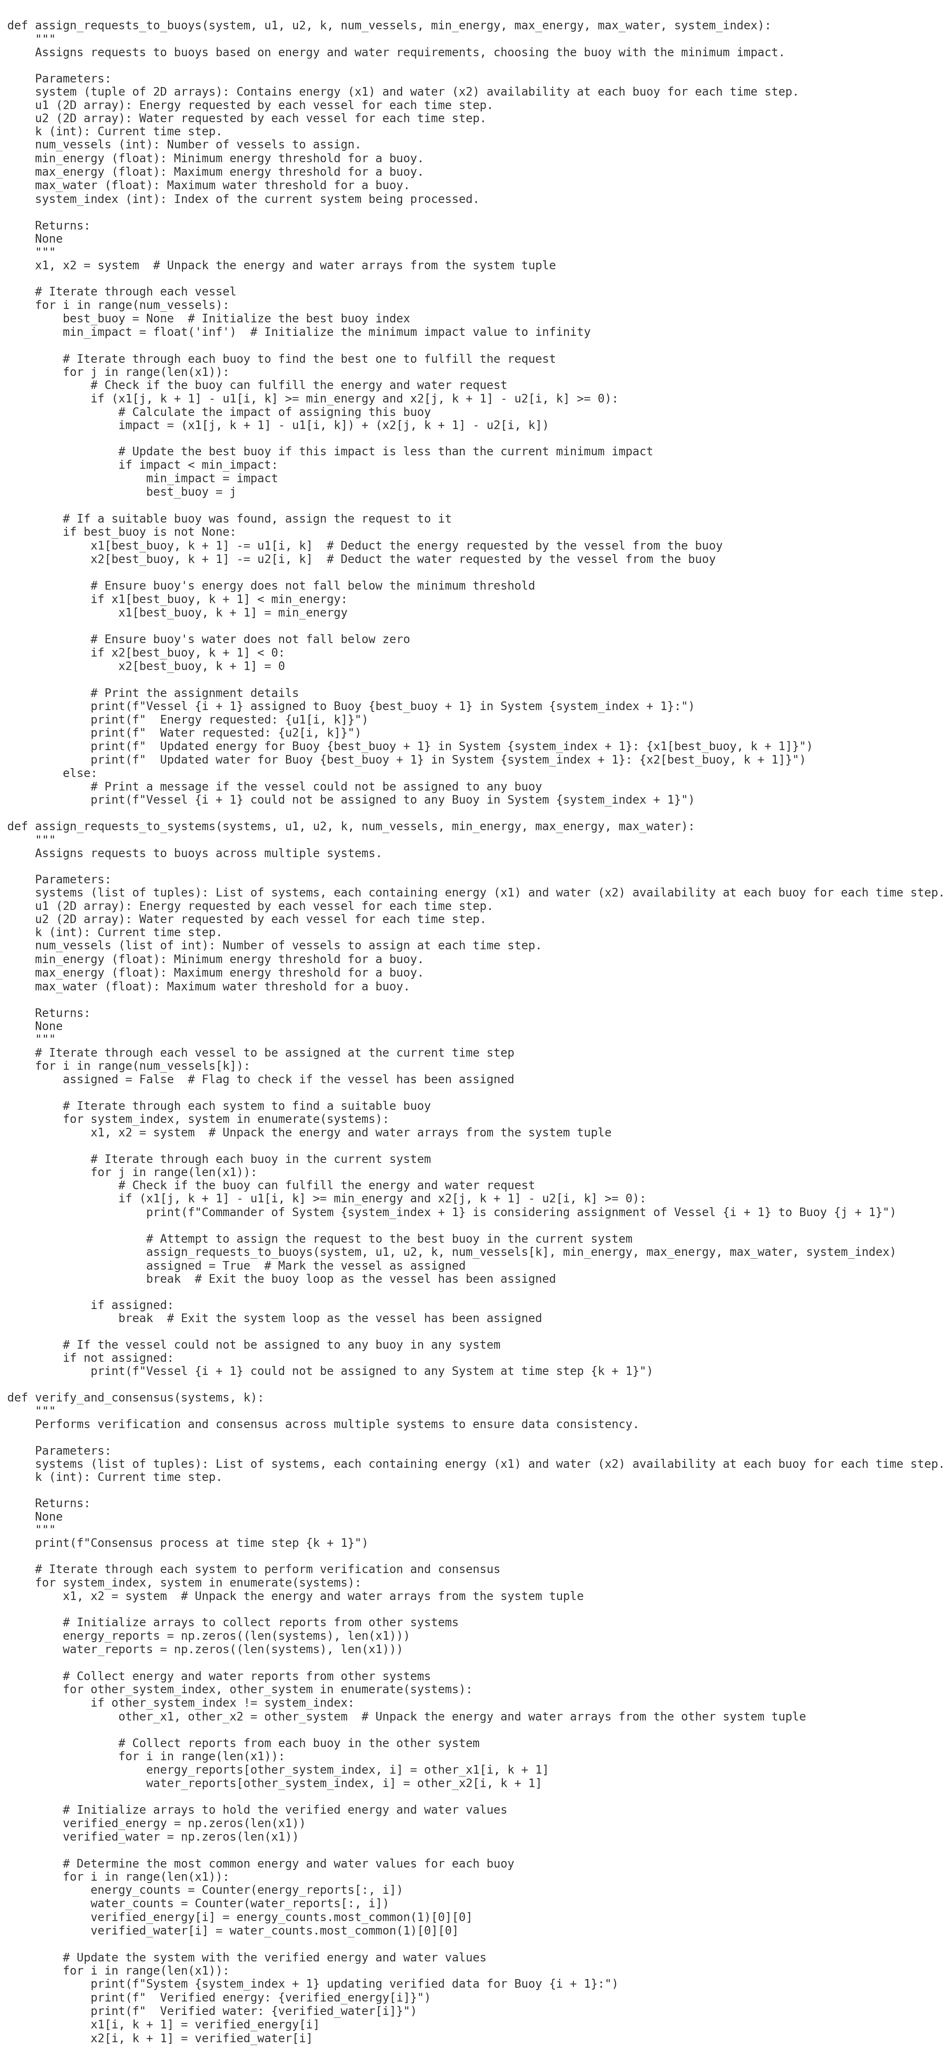 def assign_requests_to_buoys(system, u1, u2, k, num_vessels, min_energy, max_energy, max_water, system_index):
    """
    Assigns requests to buoys based on energy and water requirements, choosing the buoy with the minimum impact.

    Parameters:
    system (tuple of 2D arrays): Contains energy (x1) and water (x2) availability at each buoy for each time step.
    u1 (2D array): Energy requested by each vessel for each time step.
    u2 (2D array): Water requested by each vessel for each time step.
    k (int): Current time step.
    num_vessels (int): Number of vessels to assign.
    min_energy (float): Minimum energy threshold for a buoy.
    max_energy (float): Maximum energy threshold for a buoy.
    max_water (float): Maximum water threshold for a buoy.
    system_index (int): Index of the current system being processed.

    Returns:
    None
    """
    x1, x2 = system  # Unpack the energy and water arrays from the system tuple

    # Iterate through each vessel
    for i in range(num_vessels):
        best_buoy = None  # Initialize the best buoy index
        min_impact = float('inf')  # Initialize the minimum impact value to infinity

        # Iterate through each buoy to find the best one to fulfill the request
        for j in range(len(x1)):
            # Check if the buoy can fulfill the energy and water request
            if (x1[j, k + 1] - u1[i, k] >= min_energy and x2[j, k + 1] - u2[i, k] >= 0):
                # Calculate the impact of assigning this buoy
                impact = (x1[j, k + 1] - u1[i, k]) + (x2[j, k + 1] - u2[i, k])

                # Update the best buoy if this impact is less than the current minimum impact
                if impact < min_impact:
                    min_impact = impact
                    best_buoy = j

        # If a suitable buoy was found, assign the request to it
        if best_buoy is not None:
            x1[best_buoy, k + 1] -= u1[i, k]  # Deduct the energy requested by the vessel from the buoy
            x2[best_buoy, k + 1] -= u2[i, k]  # Deduct the water requested by the vessel from the buoy

            # Ensure buoy's energy does not fall below the minimum threshold
            if x1[best_buoy, k + 1] < min_energy:
                x1[best_buoy, k + 1] = min_energy

            # Ensure buoy's water does not fall below zero
            if x2[best_buoy, k + 1] < 0:
                x2[best_buoy, k + 1] = 0

            # Print the assignment details
            print(f"Vessel {i + 1} assigned to Buoy {best_buoy + 1} in System {system_index + 1}:")
            print(f"  Energy requested: {u1[i, k]}")
            print(f"  Water requested: {u2[i, k]}")
            print(f"  Updated energy for Buoy {best_buoy + 1} in System {system_index + 1}: {x1[best_buoy, k + 1]}")
            print(f"  Updated water for Buoy {best_buoy + 1} in System {system_index + 1}: {x2[best_buoy, k + 1]}")
        else:
            # Print a message if the vessel could not be assigned to any buoy
            print(f"Vessel {i + 1} could not be assigned to any Buoy in System {system_index + 1}")

def assign_requests_to_systems(systems, u1, u2, k, num_vessels, min_energy, max_energy, max_water):
    """
    Assigns requests to buoys across multiple systems.

    Parameters:
    systems (list of tuples): List of systems, each containing energy (x1) and water (x2) availability at each buoy for each time step.
    u1 (2D array): Energy requested by each vessel for each time step.
    u2 (2D array): Water requested by each vessel for each time step.
    k (int): Current time step.
    num_vessels (list of int): Number of vessels to assign at each time step.
    min_energy (float): Minimum energy threshold for a buoy.
    max_energy (float): Maximum energy threshold for a buoy.
    max_water (float): Maximum water threshold for a buoy.

    Returns:
    None
    """
    # Iterate through each vessel to be assigned at the current time step
    for i in range(num_vessels[k]):
        assigned = False  # Flag to check if the vessel has been assigned

        # Iterate through each system to find a suitable buoy
        for system_index, system in enumerate(systems):
            x1, x2 = system  # Unpack the energy and water arrays from the system tuple

            # Iterate through each buoy in the current system
            for j in range(len(x1)):
                # Check if the buoy can fulfill the energy and water request
                if (x1[j, k + 1] - u1[i, k] >= min_energy and x2[j, k + 1] - u2[i, k] >= 0):
                    print(f"Commander of System {system_index + 1} is considering assignment of Vessel {i + 1} to Buoy {j + 1}")

                    # Attempt to assign the request to the best buoy in the current system
                    assign_requests_to_buoys(system, u1, u2, k, num_vessels[k], min_energy, max_energy, max_water, system_index)
                    assigned = True  # Mark the vessel as assigned
                    break  # Exit the buoy loop as the vessel has been assigned

            if assigned:
                break  # Exit the system loop as the vessel has been assigned

        # If the vessel could not be assigned to any buoy in any system
        if not assigned:
            print(f"Vessel {i + 1} could not be assigned to any System at time step {k + 1}")

def verify_and_consensus(systems, k):
    """
    Performs verification and consensus across multiple systems to ensure data consistency.

    Parameters:
    systems (list of tuples): List of systems, each containing energy (x1) and water (x2) availability at each buoy for each time step.
    k (int): Current time step.

    Returns:
    None
    """
    print(f"Consensus process at time step {k + 1}")

    # Iterate through each system to perform verification and consensus
    for system_index, system in enumerate(systems):
        x1, x2 = system  # Unpack the energy and water arrays from the system tuple

        # Initialize arrays to collect reports from other systems
        energy_reports = np.zeros((len(systems), len(x1)))
        water_reports = np.zeros((len(systems), len(x1)))

        # Collect energy and water reports from other systems
        for other_system_index, other_system in enumerate(systems):
            if other_system_index != system_index:
                other_x1, other_x2 = other_system  # Unpack the energy and water arrays from the other system tuple

                # Collect reports from each buoy in the other system
                for i in range(len(x1)):
                    energy_reports[other_system_index, i] = other_x1[i, k + 1]
                    water_reports[other_system_index, i] = other_x2[i, k + 1]

        # Initialize arrays to hold the verified energy and water values
        verified_energy = np.zeros(len(x1))
        verified_water = np.zeros(len(x1))

        # Determine the most common energy and water values for each buoy
        for i in range(len(x1)):
            energy_counts = Counter(energy_reports[:, i])
            water_counts = Counter(water_reports[:, i])
            verified_energy[i] = energy_counts.most_common(1)[0][0]
            verified_water[i] = water_counts.most_common(1)[0][0]

        # Update the system with the verified energy and water values
        for i in range(len(x1)):
            print(f"System {system_index + 1} updating verified data for Buoy {i + 1}:")
            print(f"  Verified energy: {verified_energy[i]}")
            print(f"  Verified water: {verified_water[i]}")
            x1[i, k + 1] = verified_energy[i]
            x2[i, k + 1] = verified_water[i]